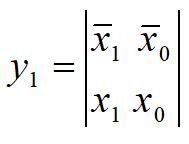 y₁ = | x̄₁ x̄₀ |
| x₁ x₀ |